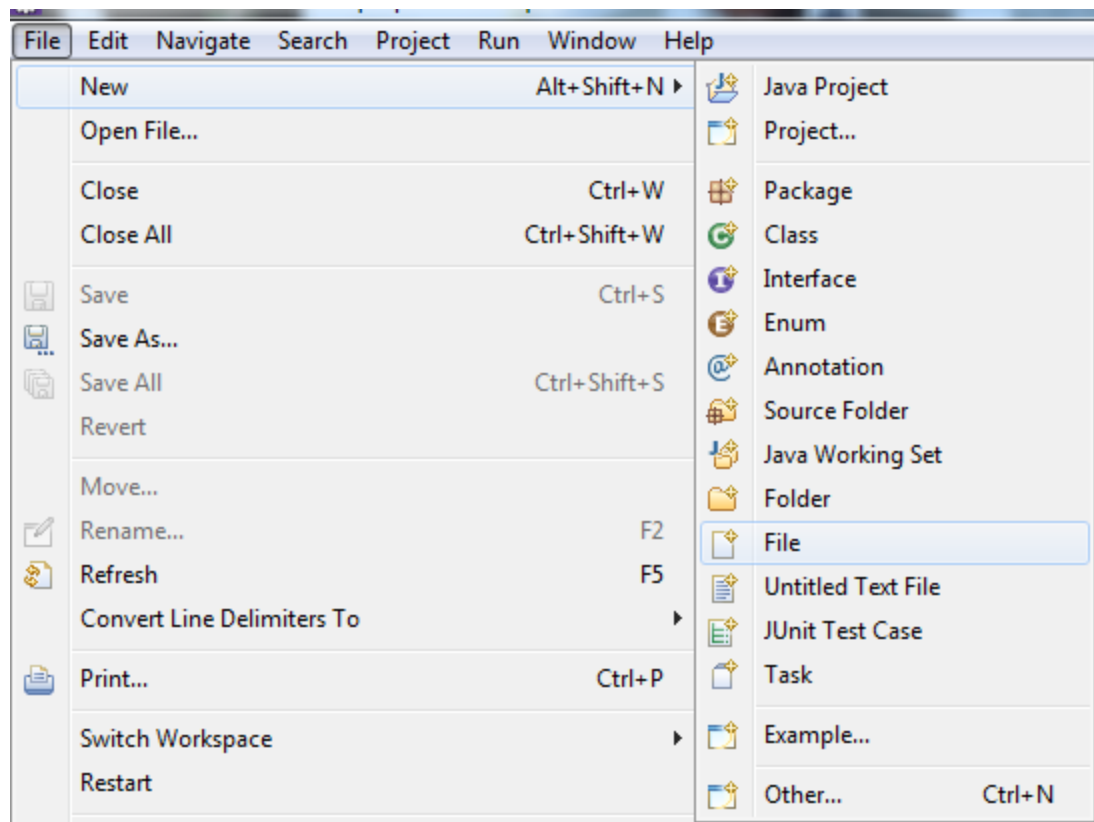 File Edit Navigate Search Project Run Window Help
New Alt+Shift+N
Open File...
Close Ctrl+W
Close All Ctrl+Shift+W
Save Ctrl+S
Save As...
Save All Ctrl+Shift+S
Revert
Move...
Rename... F2
Refresh F5
Convert Line Delimiters To
Print... Ctrl+P
Switch Workspace
Restart
Java Project
Project...
Package
Class
Interface
Enum
Annotation
Source Folder
Java Working Set
Folder
File
Untitled Text File
JUnit Test Case
Task
Example...
Other... Ctrl+N